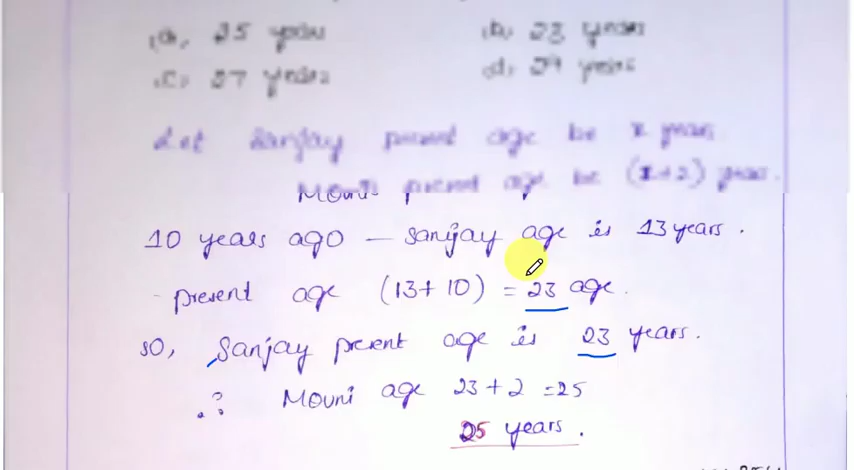 (a), 25 years (b), 23 years
(c), 27 years (d), 29 years
Let Sanjay present age be x years
Mouni present age be (x+2) years.
10 years ago — Sanjay age is 13 years.
present age (13+10) = 23 age.
so, Sanjay present age is 23 years.
∴ Mouni age 23+2 =25
25 years.